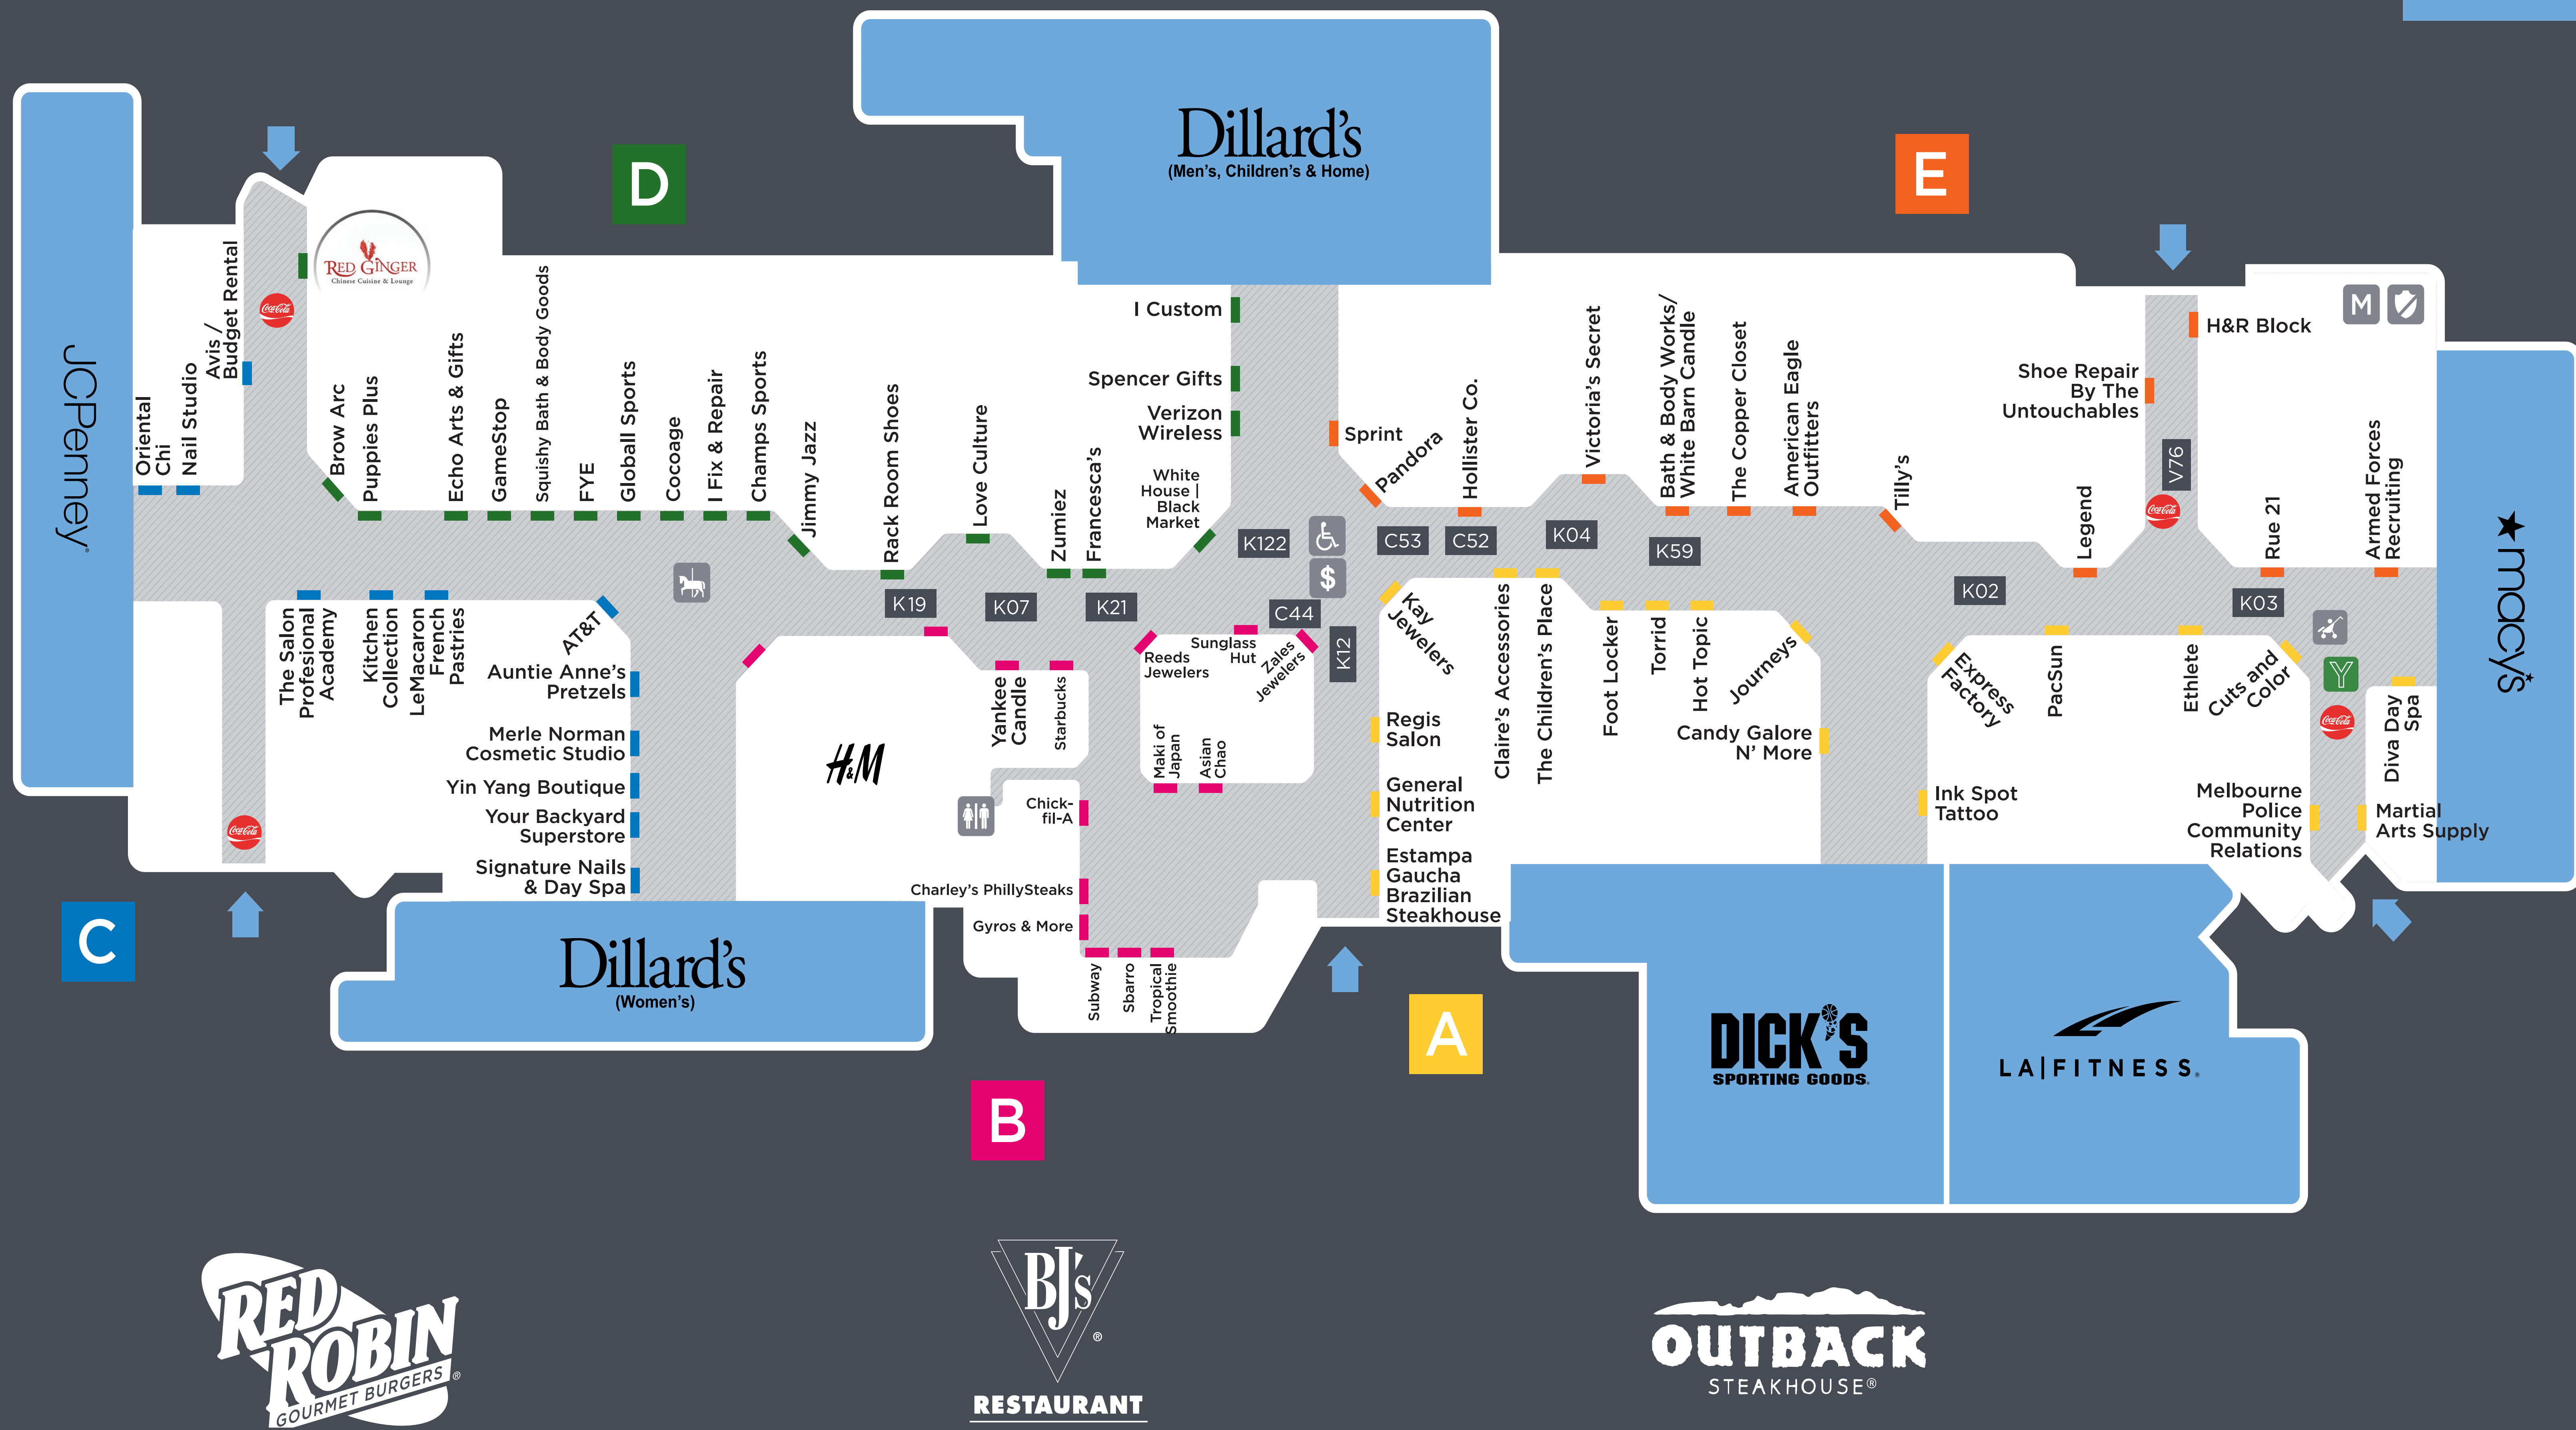 Dillard's
(Men's, Children's & Home)
D
E
RED GINGER
Chinese Cuisine & Lounge
Coca-Cola
Avis /
Budget Rental
JCPenney
Oriental
Chi
Nail Studio
Brow Arc
Puppies Plus
Echo Arts & Gifts
GameStop
Squishy Bath & Body Goods
FYE
Global Sports
Cocoage
I Fix & Repair
Champs Sports
Jimmy Jazz
Rack Room Shoes
Love Culture
Zumiez
Francesca's
I Custom
Spencer Gifts
Verizon
Wireless
White
House |
Black
Market
Sprint
Pandora
Hollister Co.
Victoria's Secret
Bath & Body Works/
White Barn Candle
The Copper Closet
American Eagle
Outfitters
Tilly's
Legend
Shoe Repair
By The
Untouchables
H&R Block
M
V76
Coca-Cola
Rue 21
Armed Forces
Recruiting
macy's
K122
C53
C52
K04
K59
K02
K03
$
C44
K12
K19
K07
K21
The Salon
Profesional
Academy
Kitchen
Collection
LeMacaron
French
Pastries
AT&T
Auntie Anne's
Pretzels
Merle Norman
Cosmetic Studio
Yin Yang Boutique
Your Backyard
Superstore
Signature Nails
& Day Spa
Coca-Cola
H&M
Yankee
Candle
Starbucks
Reeds
Jewelers
Sunglass
Hut
Zales
Jewelers
Maki of
Japan
Asian
Chao
Chick-
fil-A
Charley's PhillySteaks
Gyros & More
Subway
Sbarro
Tropical
Smoothie
Kay
Jewelers
Regis
Salon
General
Nutrition
Center
Estampa
Gaucha
Brazilian
Steakhouse
Claire's Accessories
The Children's Place
Foot Locker
Torrid
Hot Topic
Journeys
Candy Galore
N' More
Express
Factory
PacSun
Ethlete
Cuts and
Color
Ink Spot
Tattoo
Melbourne
Police
Community
Relations
Y
Coca-Cola
Diva Day
Spa
Martial
Arts Supply
C
Dillard's
(Women's)
B
A
DICK'S
SPORTING GOODS.
LA|FITNESS®
RED
ROBIN
GOURMET BURGERS®
BJ's®
RESTAURANT
OUTBACK
STEAKHOUSE®